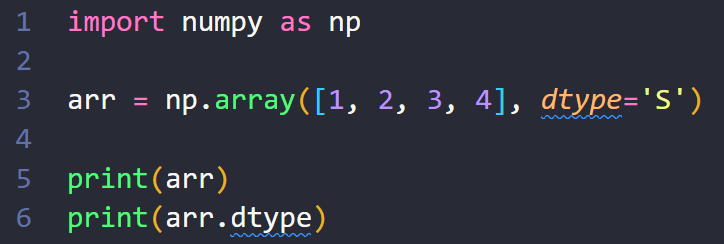 1 import numpy as np
2
3 arr = np.array([1, 2, 3, 4], dtype='S')
4
5 print(arr)
6 print(arr.dtype)